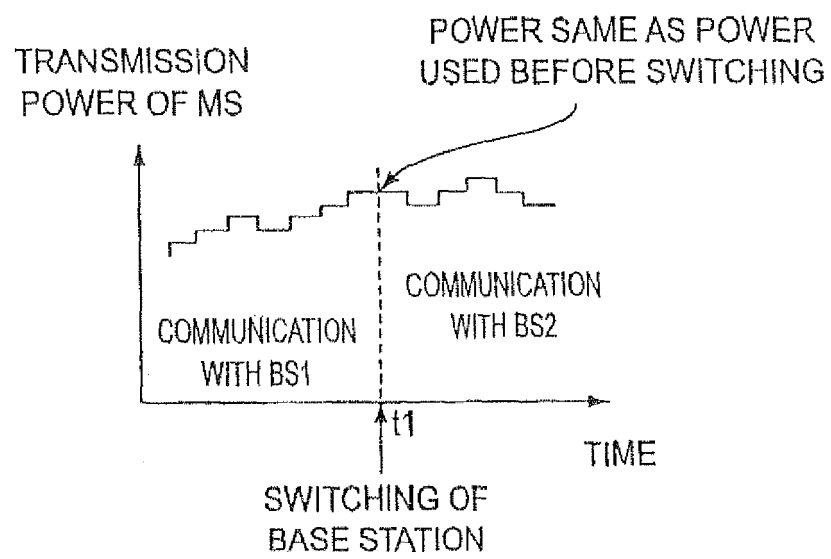 TRANSMISSION
POWER OF MS
POWER SAME AS POWER
USED BEFORE SWITCHING
COMMUNICATION
WITH BS1
COMMUNICATION
WITH BS2
t1
TIME
SWITCHING OF
BASE STATION